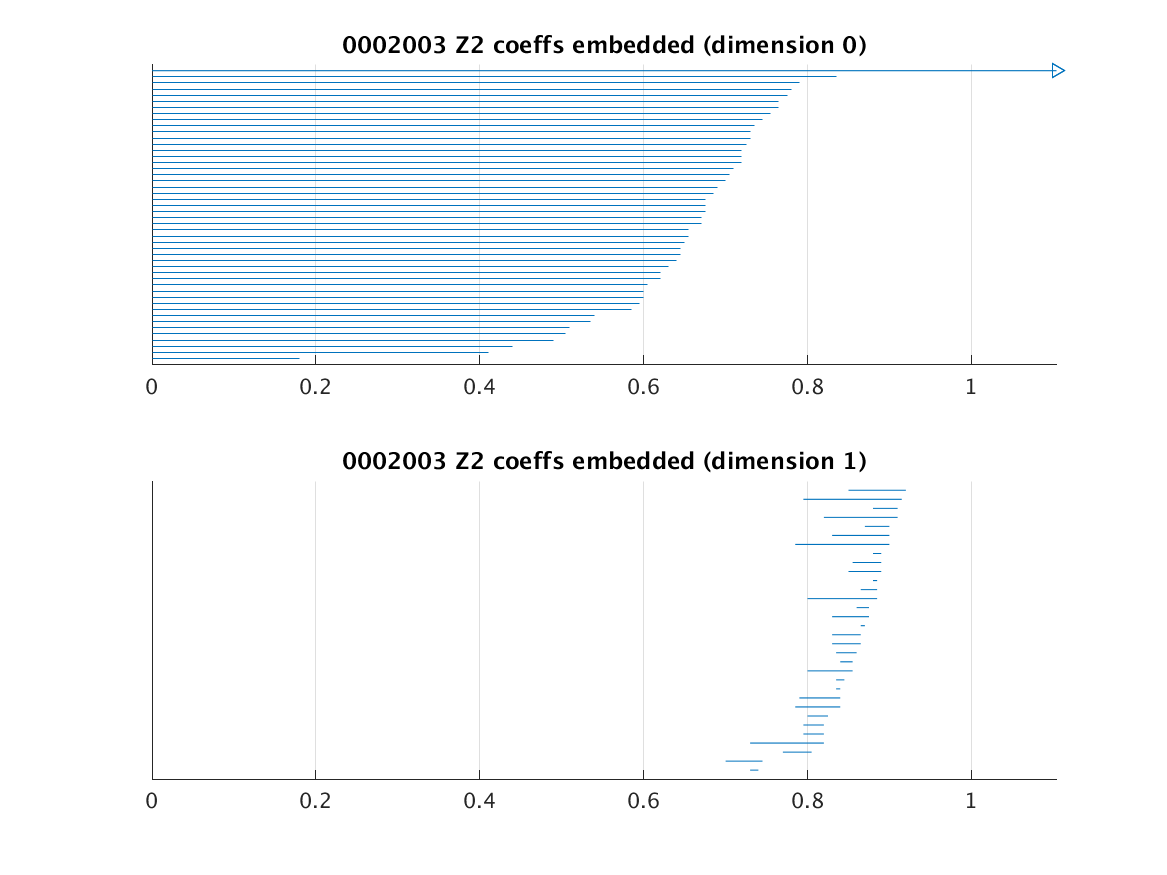 0002003 Z2 coeffs embedded (dimension 0)
0 0.2 0.4 0.6 0.8 1
0002003 Z2 coeffs embedded (dimension 1)
0 0.2 0.4 0.6 0.8 1